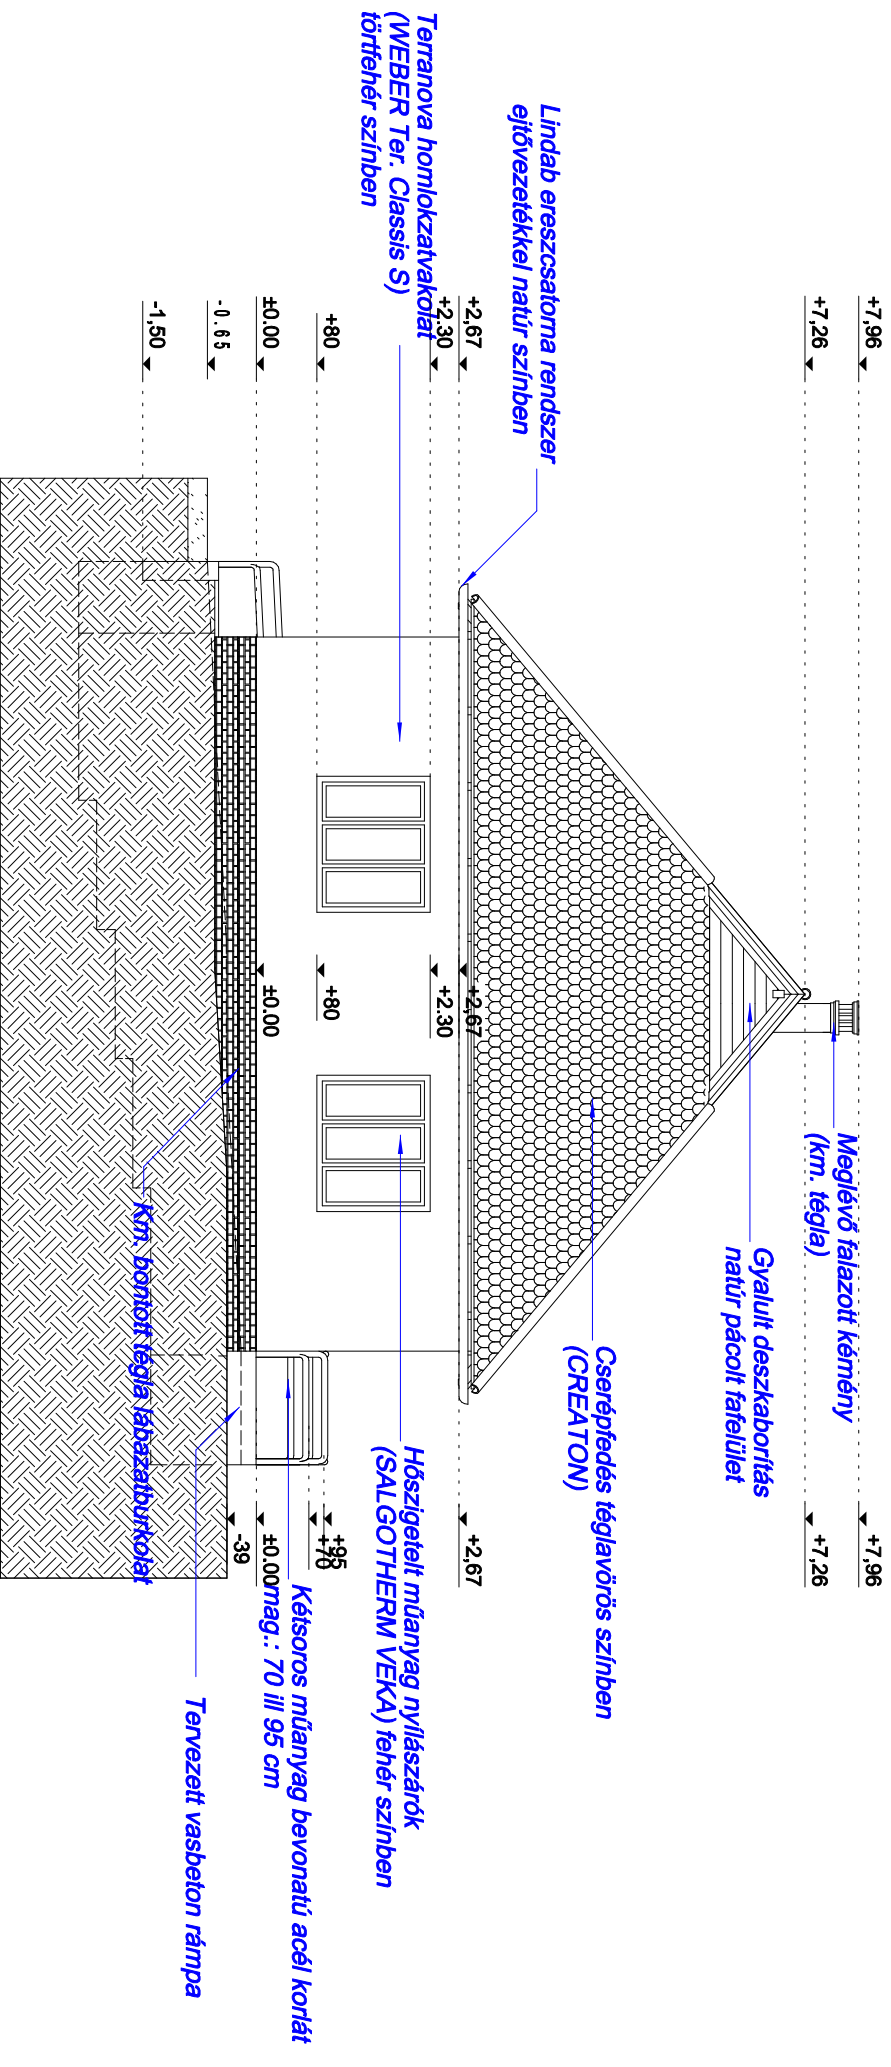 +7,96
+7,26
+2,67
+2.30
+80
±0.00
-0.65
-1,50
Lindab ereszcsatorna rendszer
ejtővezetékkel natúr színben
Terranova homlokzatvakolat
(WEBER Ter. Classis S)
törtfehér színben
+2,67
+2.30
+80
±0.00
Meglévő falazott kémény
(km. tégla)
Gyalult deszkaborítás
natúr pácolt fafelület
Cserépfedés téglavörös színben
(CREATON)
Hőszigetelt műanyag nyílászárók
(SALGOTHERM VEKA) fehér színben
Km. bontott tégla lábazatburkolat
+7,96
+7,26
+2,67
+95
+70
±0.00
-39
Kétsoros műanyag bevonatú acél korlát
mag.: 70 ill 95 cm
Tervezett vasbeton rámpa